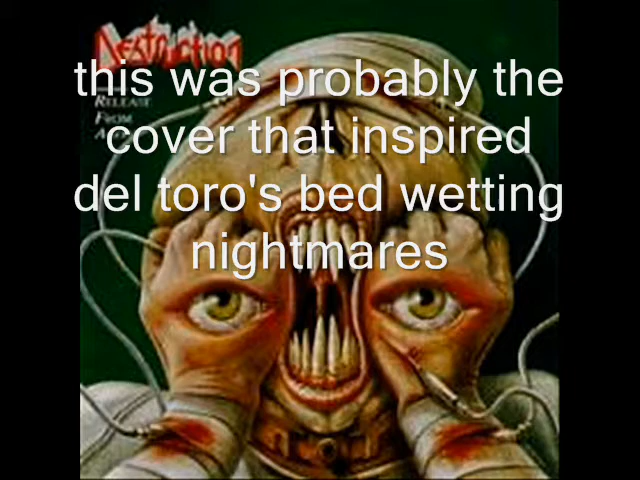 DESTRUCTION
this was probably the
RELEASE
FROM
cover that inspired
del toro's bed wetting
nightmares